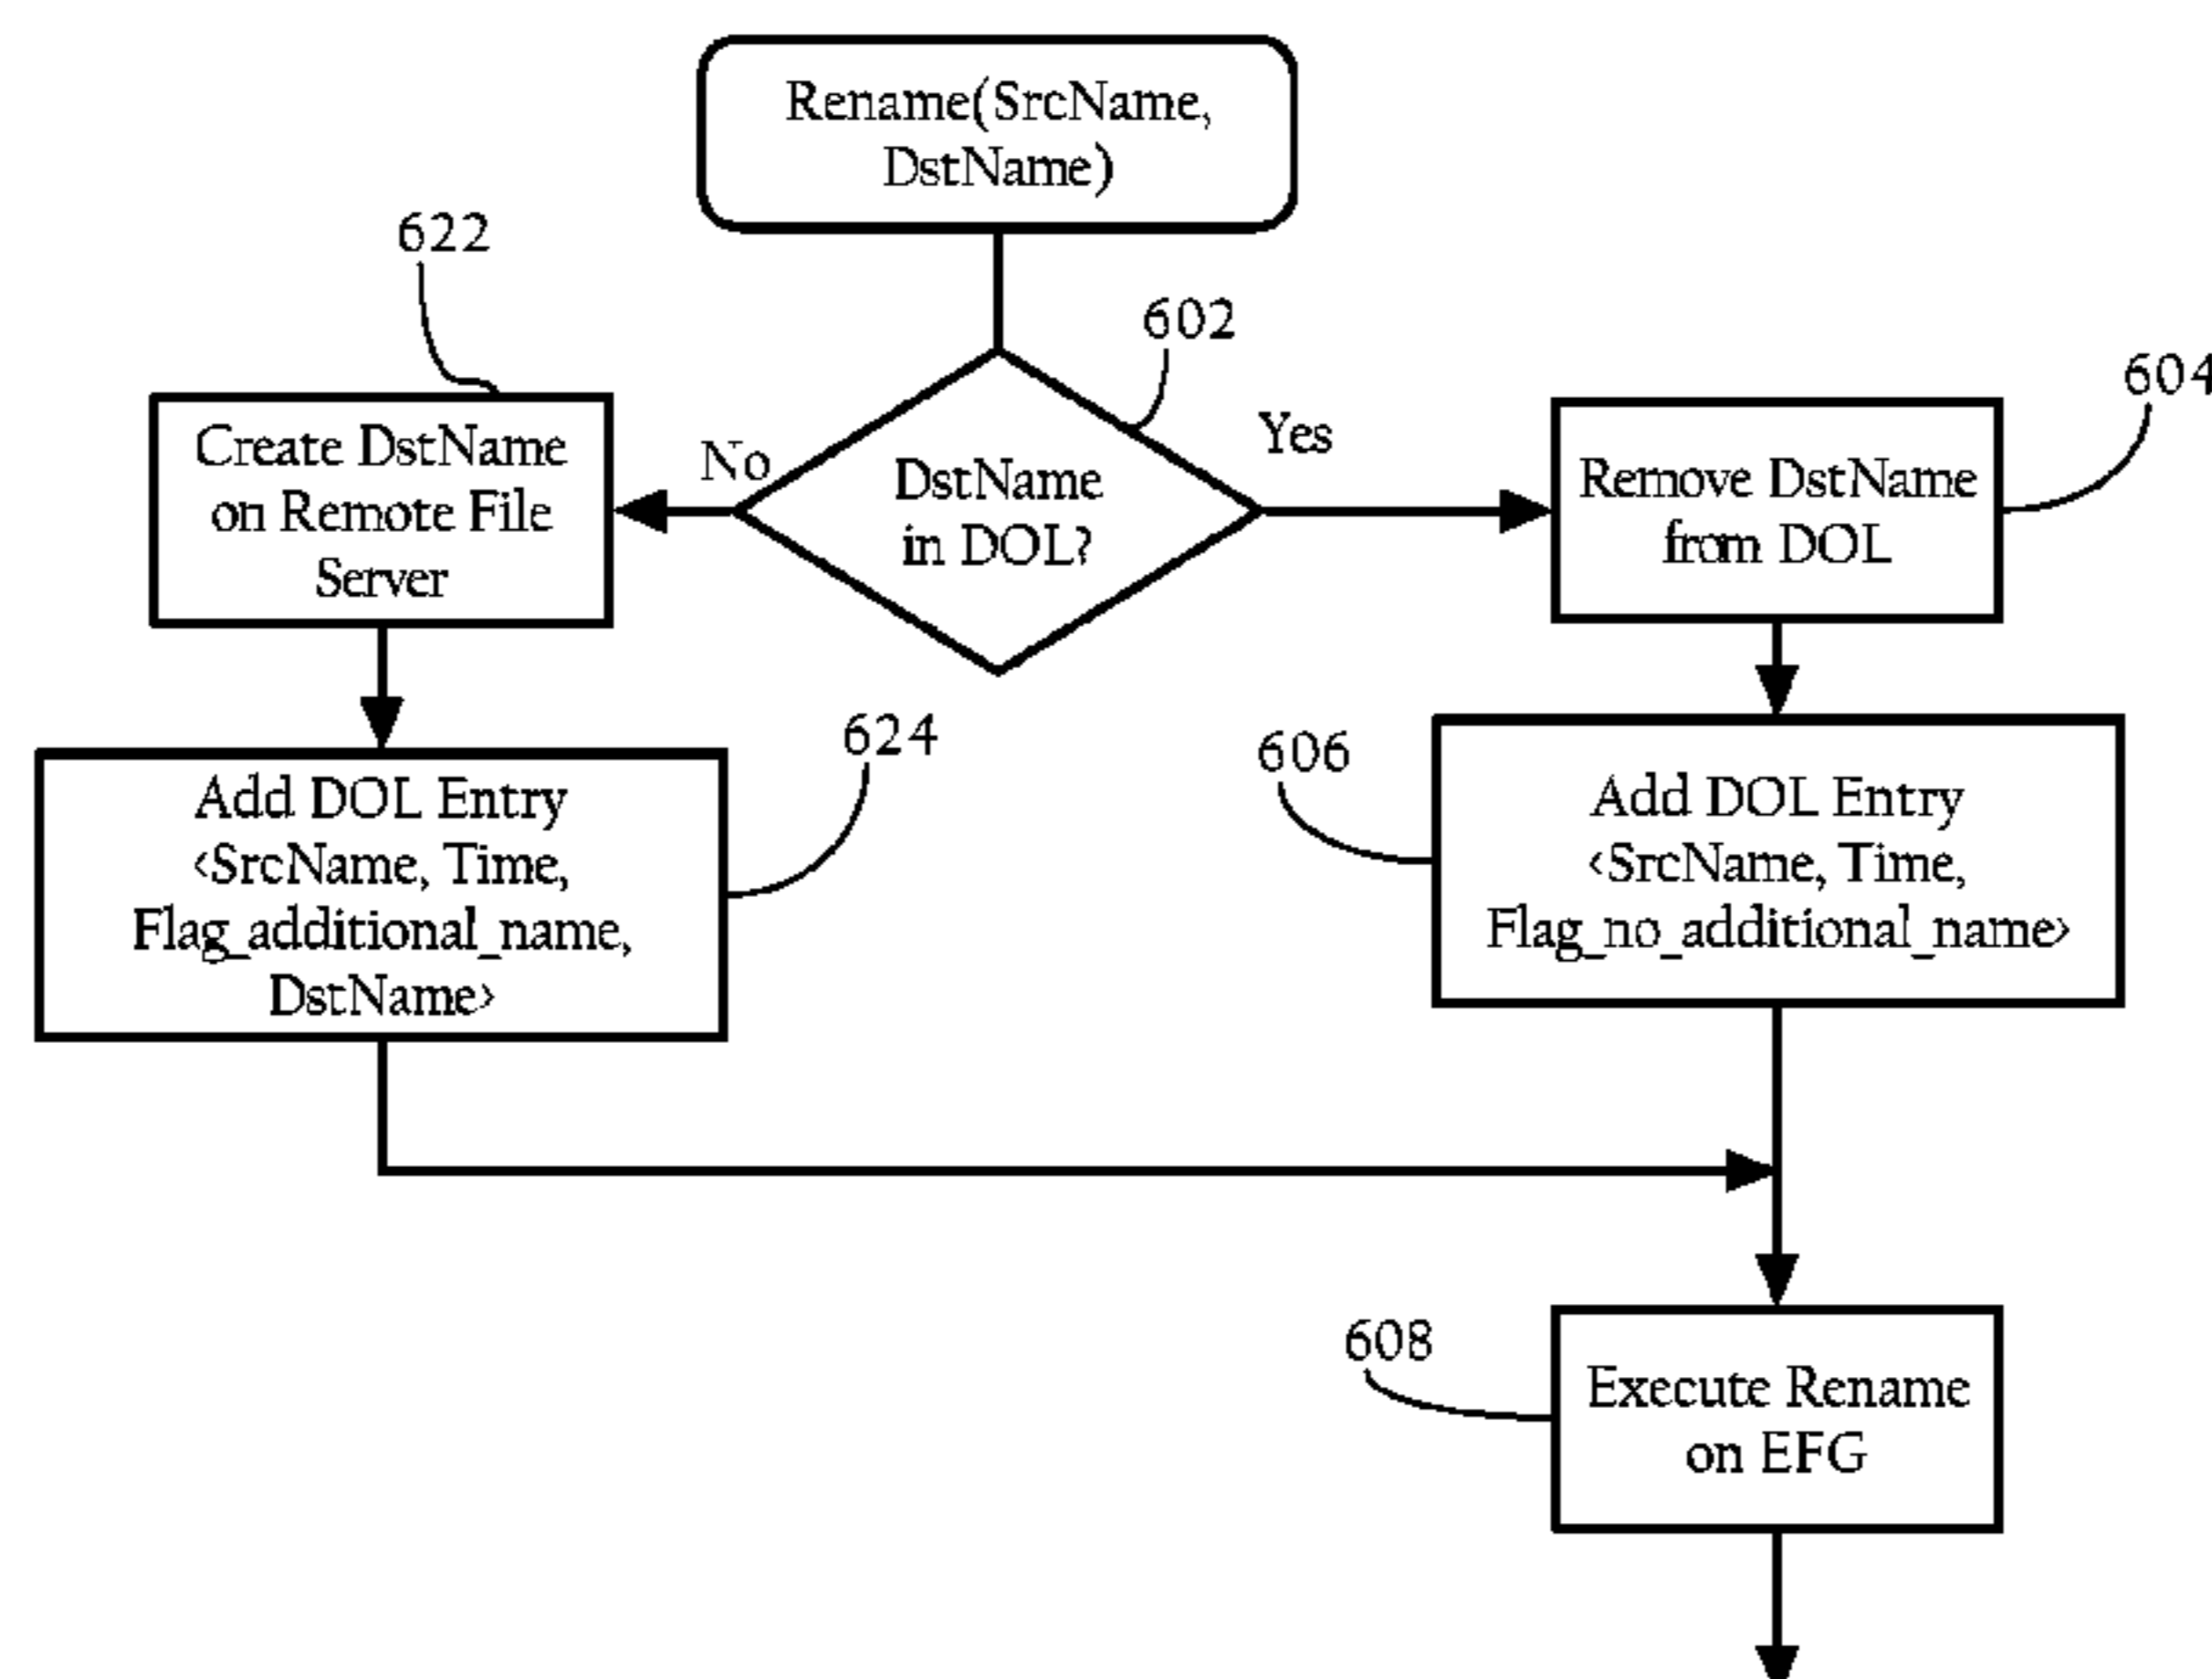 Rename(SrcName,
DstName)
622
602
604
Create DstName
on Remote File
Server
No
DstName
in DOL?
Yes
Remove DstName
from DOL
624
606
Add DOL Entry
<SrcName, Time,
Flag_additional_name,
DstName>
Add DOL Entry
<SrcName, Time,
Flag_no_additional_name>
608
Execute Rename
on EFG